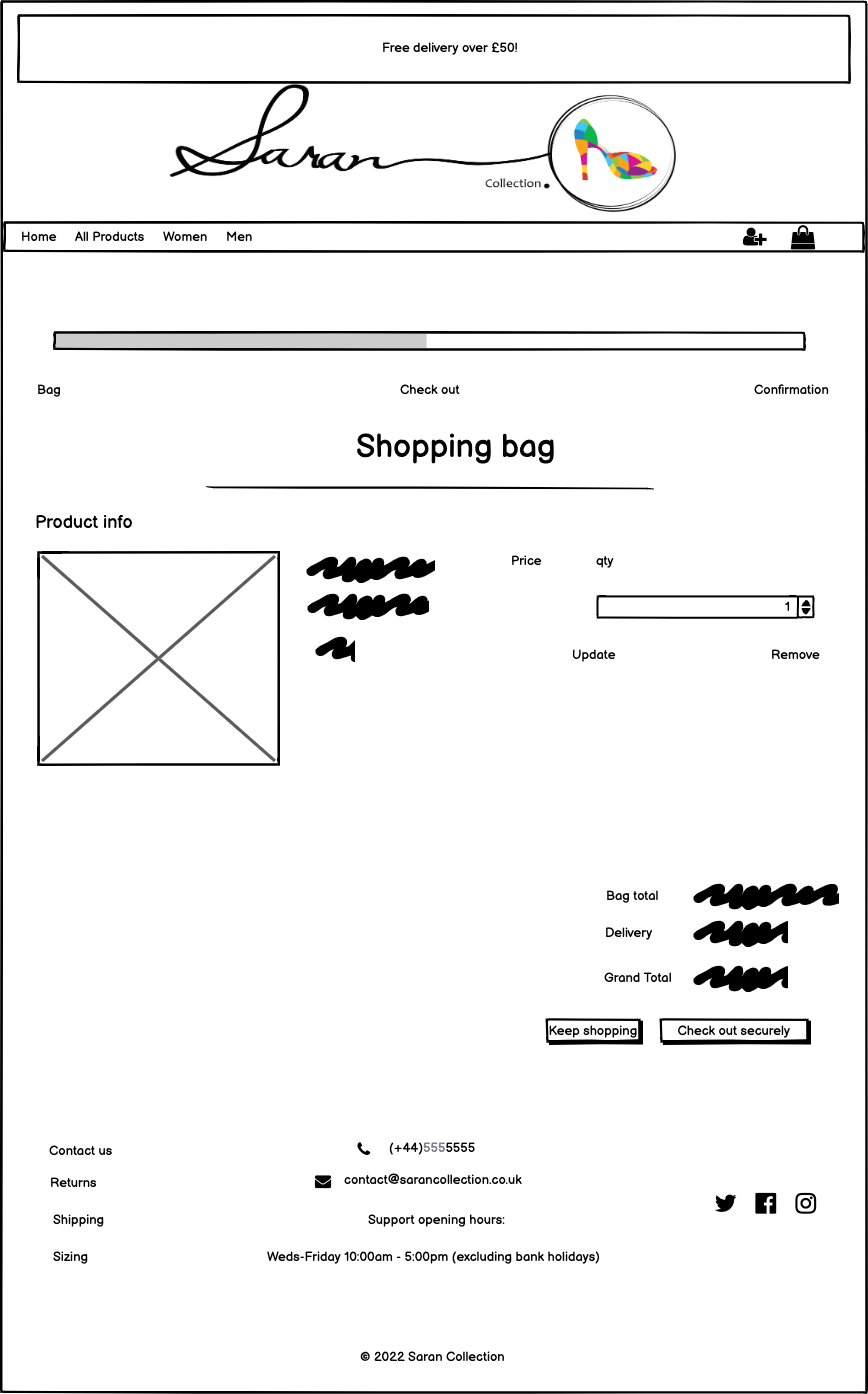 Free delivery over £50!
Saran
Collection.
Home All Products Women Men
Bag Check out Confirmation
Shopping bag
Product info
Price qty
1
Update Remove
Bag total
Delivery
Grand Total
Keep shopping Check out securely
Contact us
Returns
Shipping
Sizing
(+44)5555555
contact@sarancollection.co.uk
Support opening hours:
Weds-Friday 10:00am - 5:00pm (excluding bank holidays)
© 2022 Saran Collection